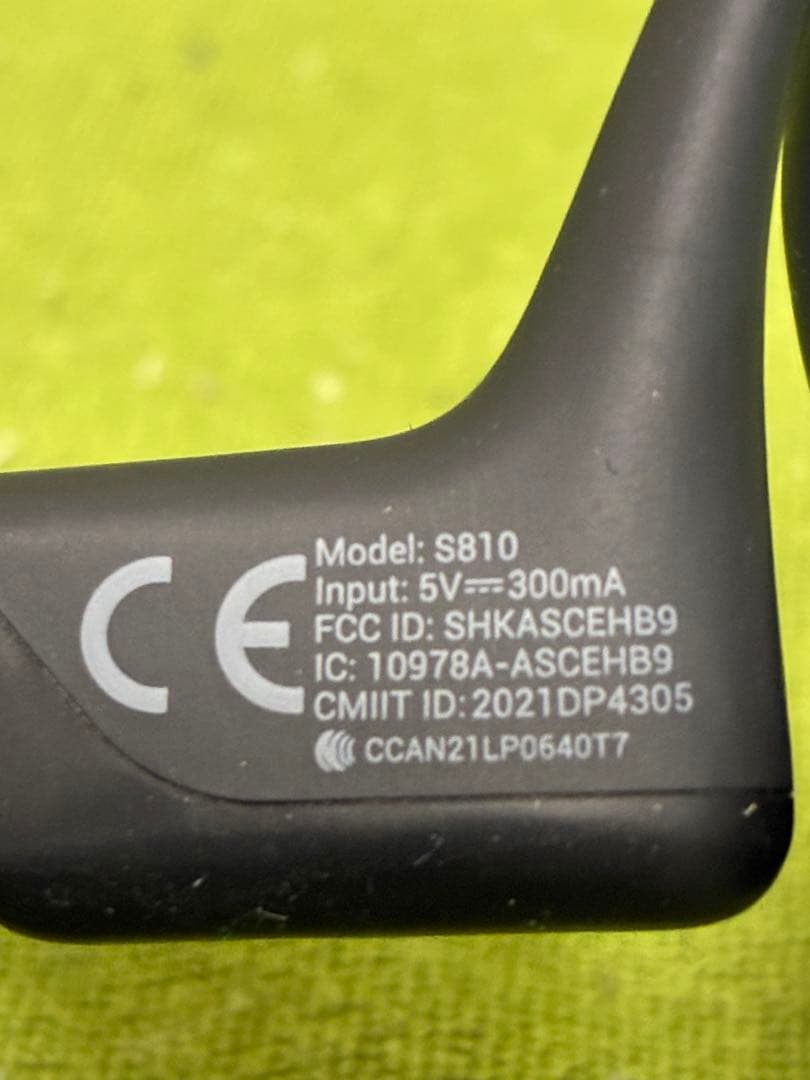 CE
Model: S810
Input: 5V⎓300mA
FCC ID: SHKASCEHB9
IC: 10978A-ASCEHB9
CMIIT ID: 2021DP4305
CCAN21LP0640T7